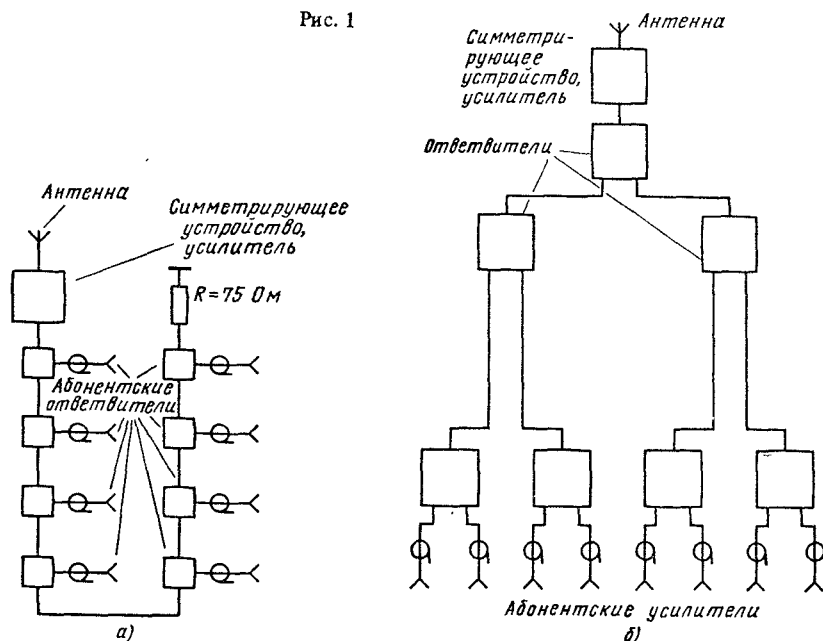 Рис. 1
Антенна
Симметри-
рующее
устройство,
усилитель
Ответвители
Антенна
Симметрирующее
устройство,
усилитель
R=75 Ом
Абонентские
ответвители
Абонентские усилители
а)
б)